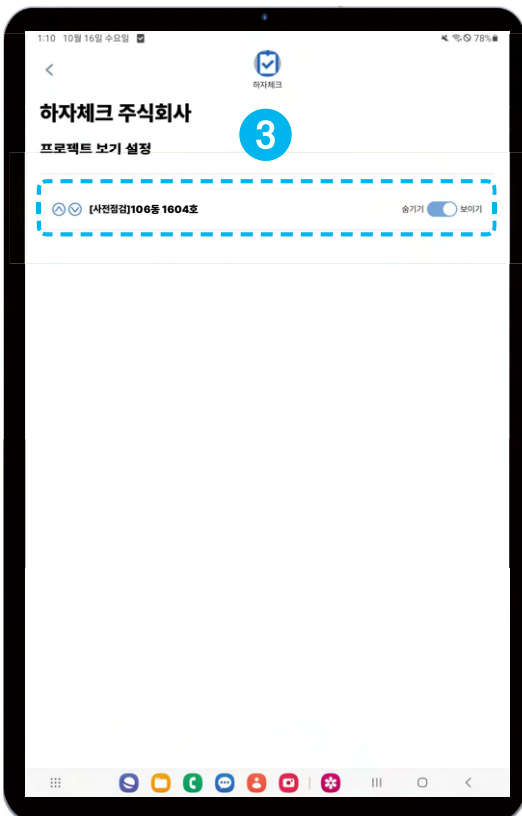 1:10 10월 16일 수요일 78%
하자체크
하자체크 주식회사
3
프로젝트 보기 설정
[사전점검]106동 1604호 숨기기 보이기